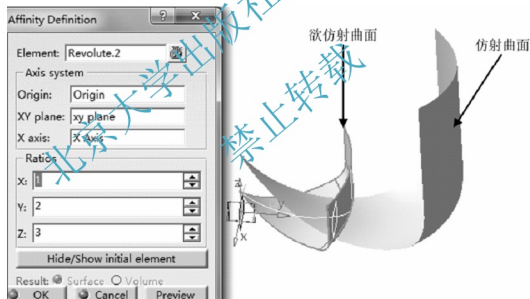 Affinity Definition
Element: Revolute.2
Axis system
Origin: Origin
XY plane: xy plane
X axis: X Axis
Ratios
X: 1
Y: 2
Z: 3
Hide/Show initial element
Result: Surface Volume
OK Cancel Preview
欲仿射曲面
仿射曲面
z
y
x
北京大学出版社
禁止转载